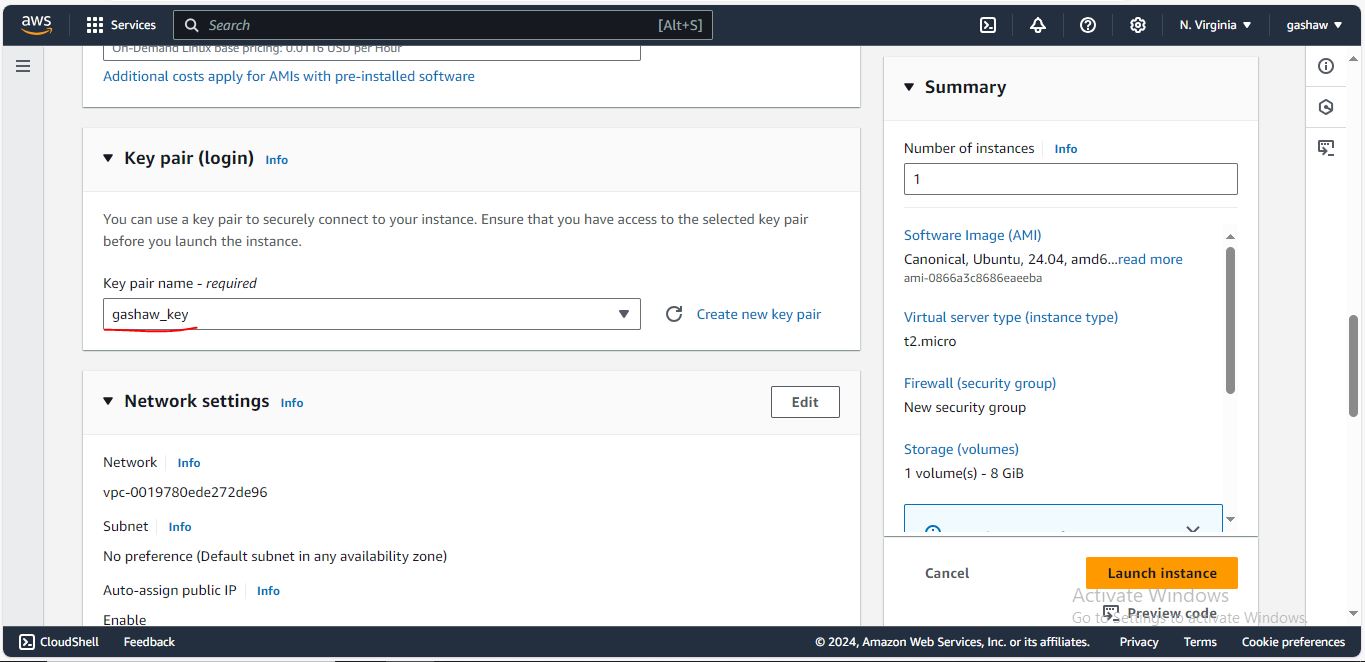 aws
Services
Search
[Alt+S]
N. Virginia
gashaw
On-Demand Linux base pricing: 0.0116 USD per Hour
Additional costs apply for AMIs with pre-installed software
Key pair (login) Info
You can use a key pair to securely connect to your instance. Ensure that you have access to the selected key pair
before you launch the instance.
Key pair name - required
gashaw_key
Create new key pair
Network settings Info
Edit
Network Info
vpc-0019780ede272de96
Subnet Info
No preference (Default subnet in any availability zone)
Auto-assign public IP Info
Enable
Summary
Number of instances Info
1
Software Image (AMI)
Canonical, Ubuntu, 24.04, amd6...read more
ami-0866a3c8686eaeeba
Virtual server type (instance type)
t2.micro
Firewall (security group)
New security group
Storage (volumes)
1 volume(s) - 8 GiB
Cancel
Launch instance
Preview code
Activate Windows
Go to Settings to activate Windows.
CloudShell
Feedback
© 2024, Amazon Web Services, Inc. or its affiliates.
Privacy
Terms
Cookie preferences